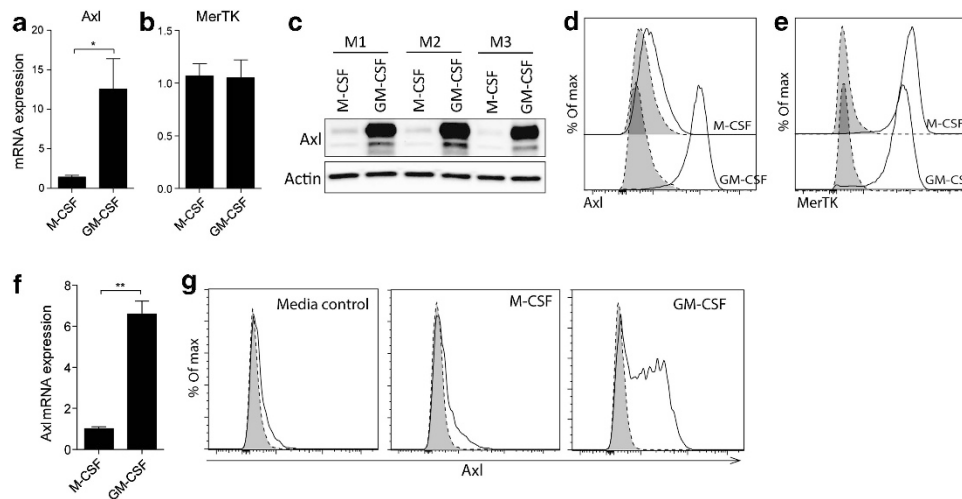 a
Axl
mRNA expression
20
15
10
5
0
*
M-CSF
GM-CSF
b
MerTK
1.5
1.0
0.5
0.0
M-CSF
GM-CSF
c
M1 M2 M3
M-CSF GM-CSF M-CSF GM-CSF M-CSF GM-CSF
Axl
Actin
d
% Of max
M-CSF
GM-CSF
Axl
e
% Of max
M-CSF
GM-CS
MerTK
f
AxlmRNA expression
8
6
4
2
0
**
M-CSF
GM-CSF
g
% Of max
Media control
M-CSF
GM-CSF
Axl